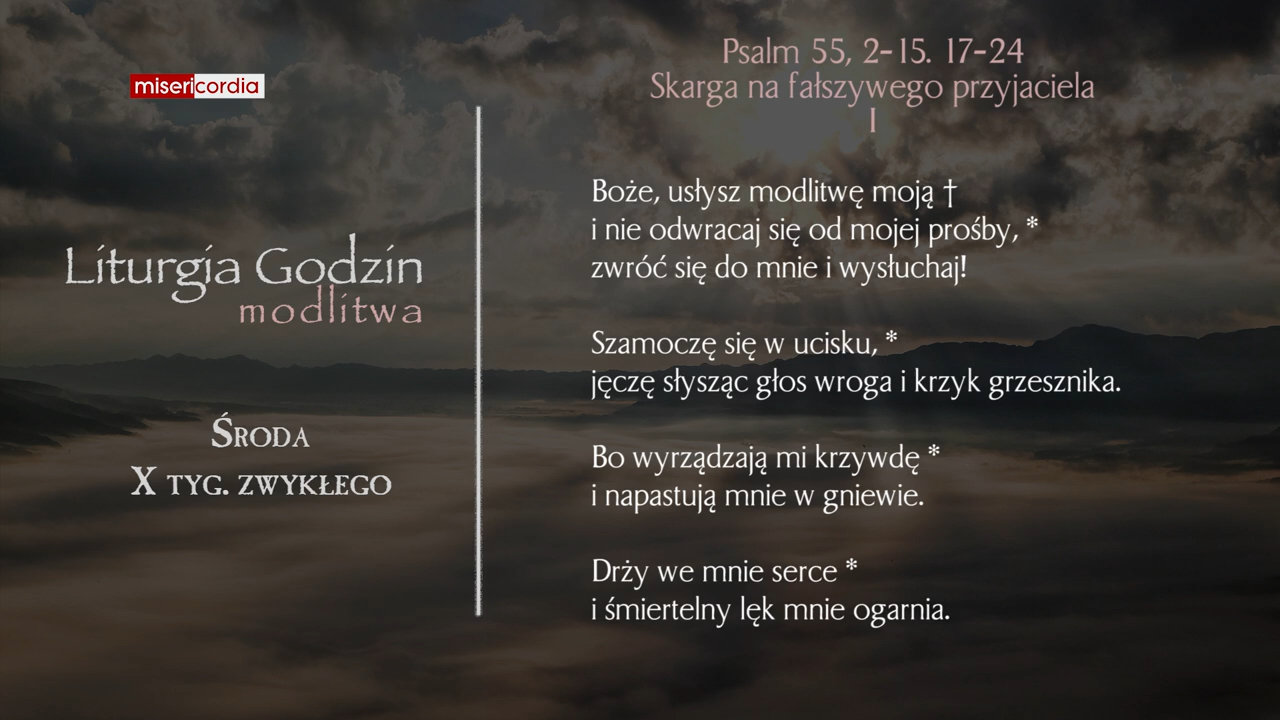 misericordia
Liturgia Godzin
modlitwa
Środa
X tyg. zwykłego
Psalm 55, 2-15. 17-24
Skarga na fałszywego przyjaciela
I
Boże, usłysz modlitwę moją †
i nie odwracaj się od mojej prośby, *
zwróć się do mnie i wysłuchaj!
Szamoczę się w ucisku, *
jęczę słysząc głos wroga i krzyk grzesznika.
Bo wyrządzają mi krzywdę *
i napastują mnie w gniewie.
Drży we mnie serce *
i śmiertelny lęk mnie ogarnia.